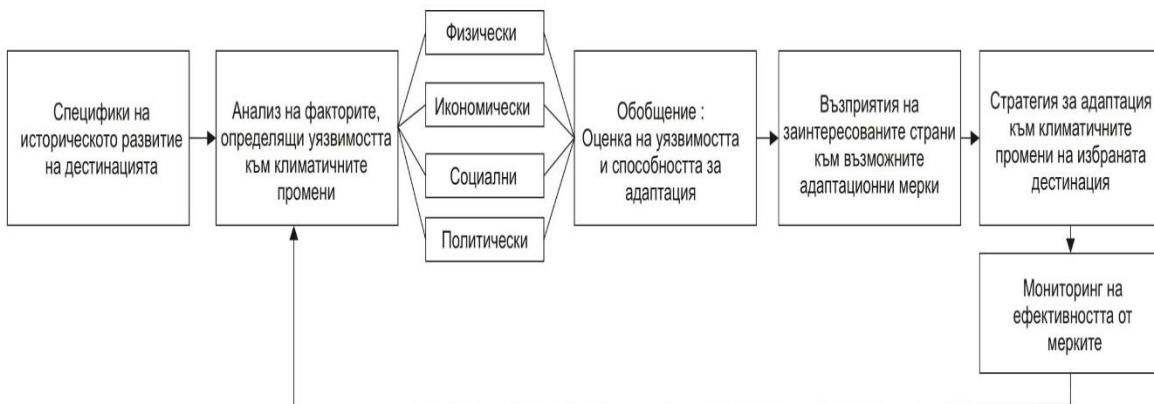 Специфики на
историческото развитие
на дестинацията
Анализ на факторите,
определящи уязвимостта
към климатичните
промени
Физически
Икономически
Социални
Политически
Обобщение :
Оценка на уязвимостта
и способността за
адаптация
Възприятия на
заинтересованите страни
към възможните
адаптационни мерки
Стратегия за адаптация
към климатичните
промени на избраната
дестинация
Мониторинг на
ефективността от
мерките